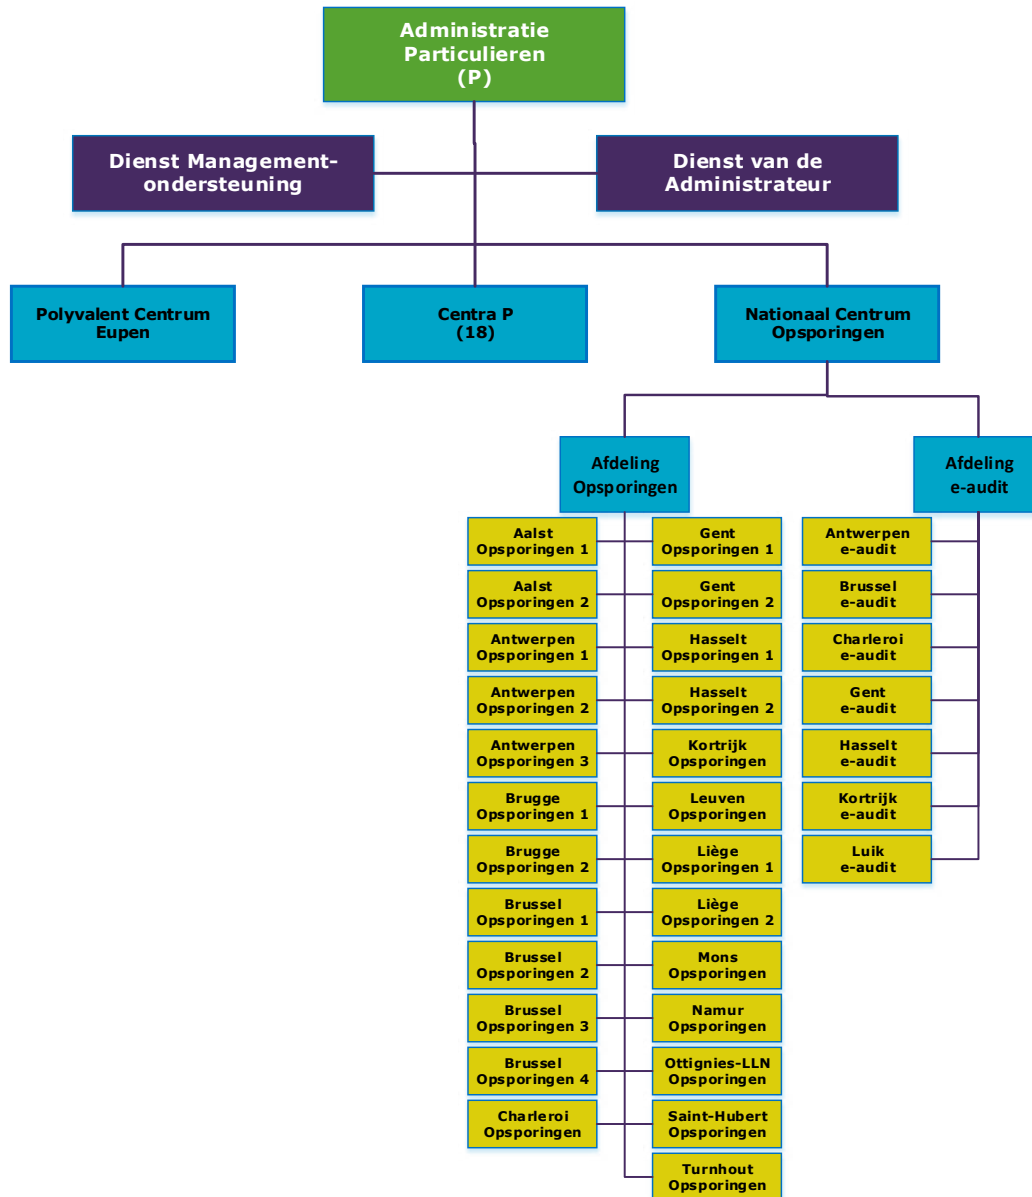 Administratie
Particulieren
(P)
Dienst Management-
ondersteuning
Dienst van de
Administrateur
Polyvalent Centrum
Eupen
Centra P
(18)
Nationaal Centrum
Opsporingen
Afdeling
Opsporingen
Afdeling
e-audit
Aalst
Opsporingen 1
Aalst
Opsporingen 2
Antwerpen
Opsporingen 1
Antwerpen
Opsporingen 2
Antwerpen
Opsporingen 3
Brugge
Opsporingen 1
Brugge
Opsporingen 2
Brussel
Opsporingen 1
Brussel
Opsporingen 2
Brussel
Opsporingen 3
Brussel
Opsporingen 4
Charleroi
Opsporingen
Gent
Opsporingen 1
Gent
Opsporingen 2
Hasselt
Opsporingen 1
Hasselt
Opsporingen 2
Kortrijk
Opsporingen
Leuven
Opsporingen
Liège
Opsporingen 1
Liège
Opsporingen 2
Mons
Opsporingen
Namur
Opsporingen
Ottignies-LLN
Opsporingen
Saint-Hubert
Opsporingen
Turnhout
Opsporingen
Antwerpen
e-audit
Brussel
e-audit
Charleroi
e-audit
Gent
e-audit
Hasselt
e-audit
Kortrijk
e-audit
Luik
e-audit